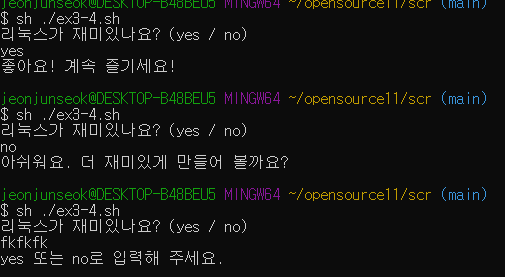 jeonjunseok@DESKTOP-B48BEU5 MINGW64 ~/opensource11/scr (main)
$ sh ./ex3-4.sh
리눅스가 재미있나요? (yes / no)
yes
좋아요! 계속 즐기세요!
jeonjunseok@DESKTOP-B48BEU5 MINGW64 ~/opensource11/scr (main)
$ sh ./ex3-4.sh
리눅스가 재미있나요? (yes / no)
no
아쉬워요. 더 재미있게 만들어 볼까요?
jeonjunseok@DESKTOP-B48BEU5 MINGW64 ~/opensource11/scr (main)
$ sh ./ex3-4.sh
리눅스가 재미있나요? (yes / no)
fkfkfk
yes 또는 no로 입력해 주세요.